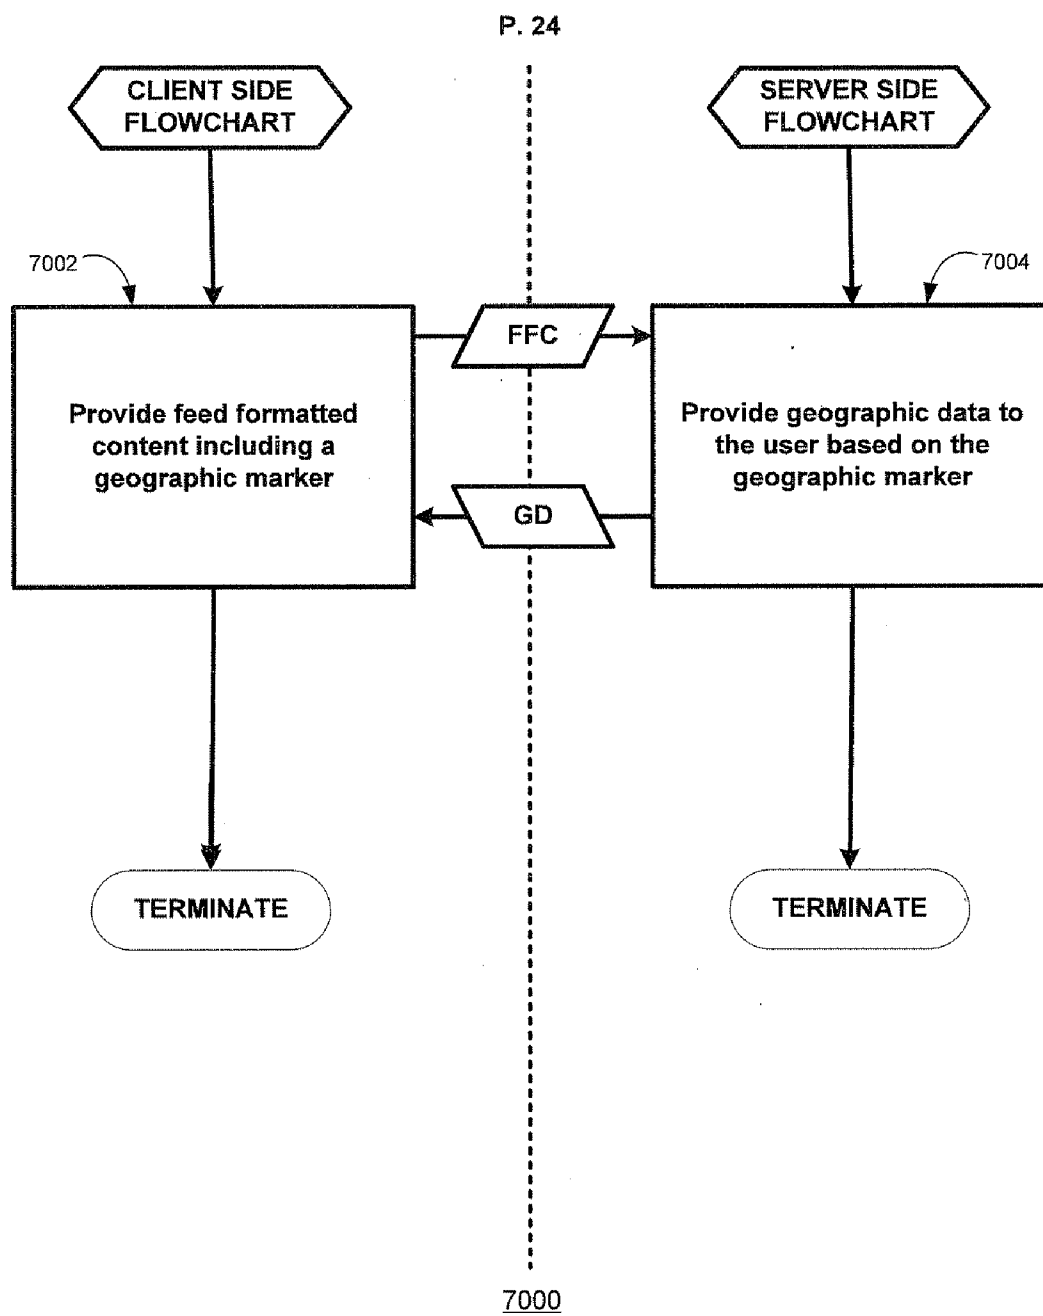 P. 24
CLIENT SIDE
FLOWCHART
SERVER SIDE
FLOWCHART
7002
7004
FFC
Provide feed formatted
content including a
geographic marker
Provide geographic data to
the user based on the
geographic marker
GD
TERMINATE
TERMINATE
7000